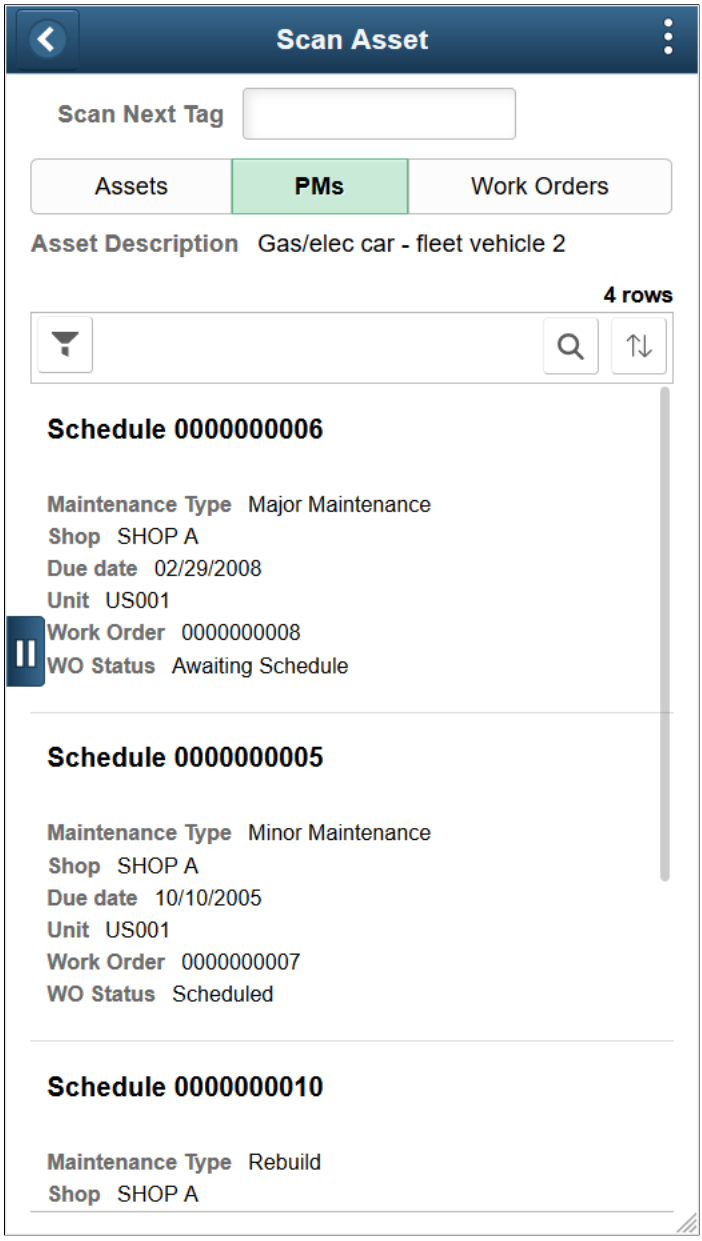 Scan Asset
Scan Next Tag
Assets PMs Work Orders
Asset Description Gas/elec car - fleet vehicle 2
4 rows
Schedule 0000000006
Maintenance Type Major Maintenance
Shop SHOP A
Due date 02/29/2008
Unit US001
Work Order 0000000008
WO Status Awaiting Schedule
Schedule 0000000005
Maintenance Type Minor Maintenance
Shop SHOP A
Due date 10/10/2005
Unit US001
Work Order 0000000007
WO Status Scheduled
Schedule 0000000010
Maintenance Type Rebuild
Shop SHOP A